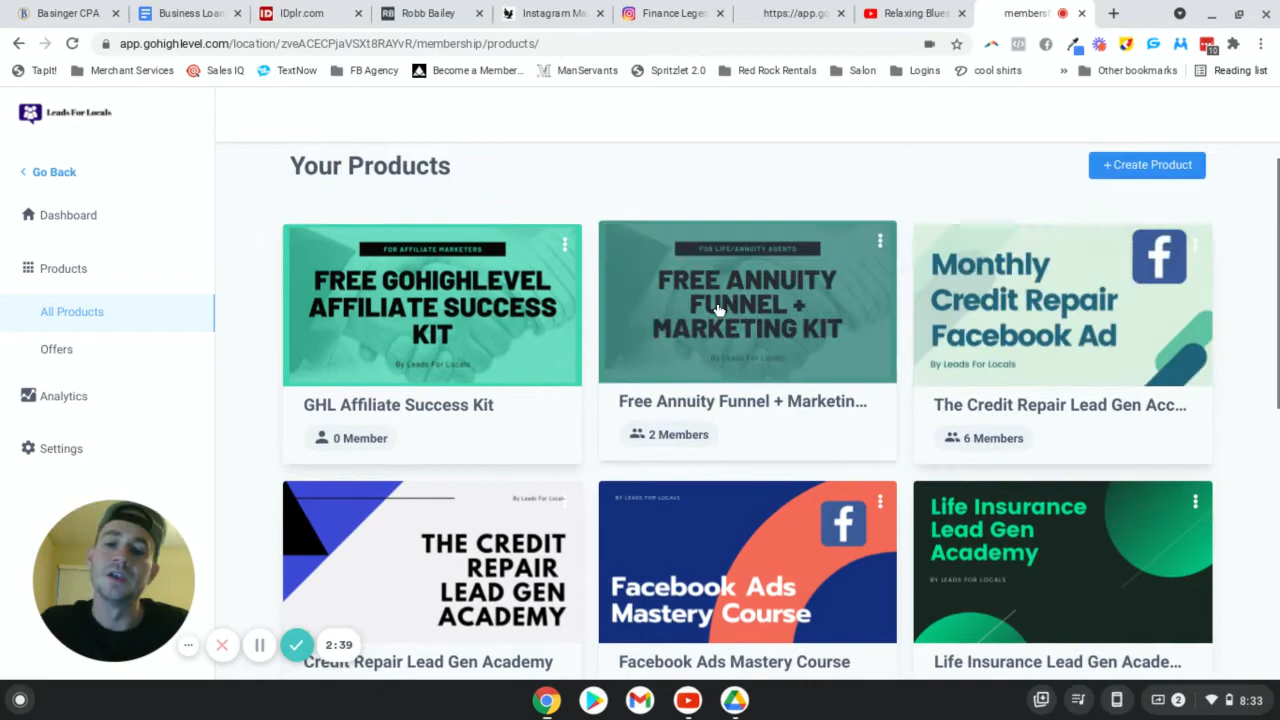 Basinger CPA
Business Loan
IDplr.com
Robb Bailey
Instagram Ma
Finance Legen
https://app.go
Relaxing Blues
members
app.gohighlevel.com/location/zveACECPjaVSXt8RAYvR/membership/products/
10
TapIt!
Merchant Services
Sales IQ
TextNow
FB Agency
Become a Member...
ManServants
Spritzlet 2.0
Red Rock Rentals
Salon
Logins
cool shirts
»
Other bookmarks
Reading list
Leads For Locals
Go Back
Dashboard
Products
All Products
Offers
Analytics
Settings
Your Products
+ Create Product
FOR AFFILIATE MARKETERS
FREE GOHIGHLEVEL
AFFILIATE SUCCESS
KIT
By Leads For Locals
GHL Affiliate Success Kit
0 Member
FOR LIFE/ANNUITY AGENTS
FREE ANNUITY
FUNNEL +
MARKETING KIT
By Leads For Locals
Free Annuity Funnel + Marketin...
2 Members
Monthly
Credit Repair
Facebook Ad
By Leads For Locals
The Credit Repair Lead Gen Acc...
6 Members
By Leads For Locals
THE CREDIT
REPAIR
LEAD GEN
ACADEMY
Credit Repair Lead Gen Academy
BY LEADS FOR LOCALS
Facebook Ads
Mastery Course
Facebook Ads Mastery Course
Life Insurance
Lead Gen
Academy
BY LEADS FOR LOCALS
Life Insurance Lead Gen Acade...
2:39
2
8:33